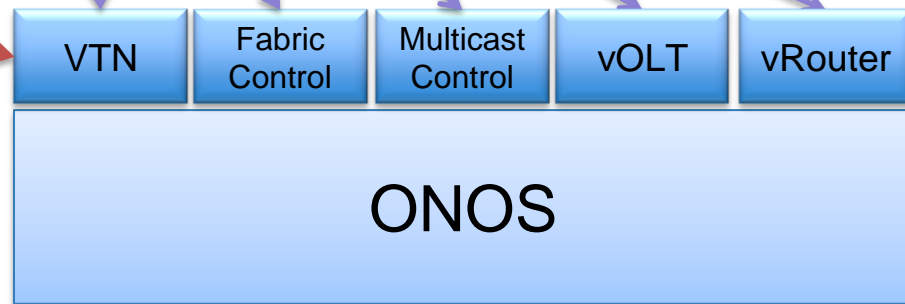 VTN
Fabric
Control
Multicast
Control
vOLT
vRouter
ONOS